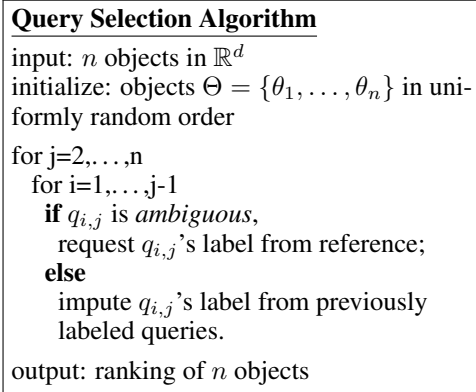 Query Selection Algorithm
input: n objects in ℝ^d
initialize: objects Θ = {θ_1, . . . , θ_n} in uni-
formly random order
for j=2,. . . ,n
for i=1,. . . ,j-1
if q_{i,j} is ambiguous,
request q_{i,j}'s label from reference;
else
impute q_{i,j}'s label from previously
labeled queries.
output: ranking of n objects